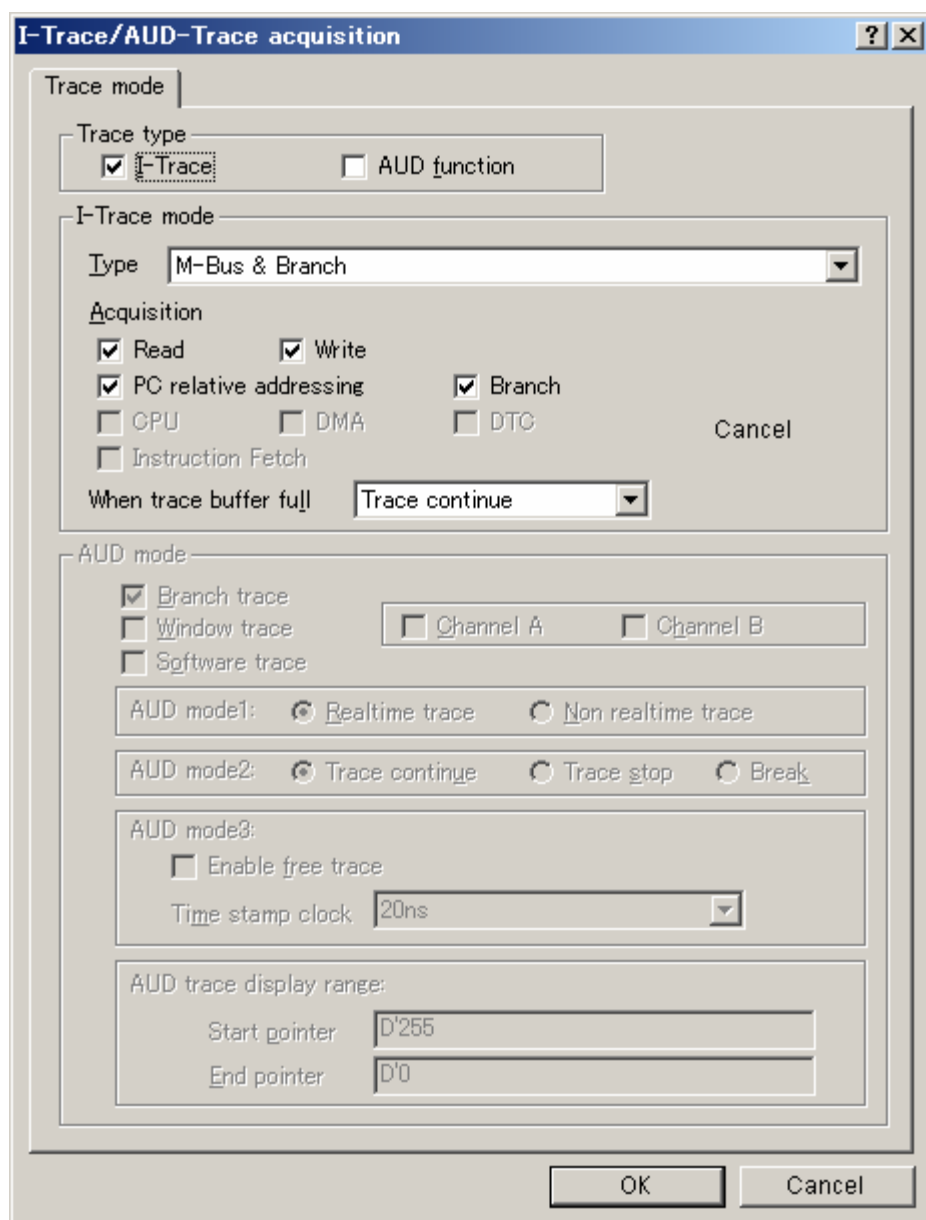 I-Trace/AUD-Trace acquisition
Trace mode
Trace type
I-Trace AUD function
I-Trace mode
Type M-Bus & Branch
Acquisition
Read Write
PC relative addressing Branch
CPU DMA DTC
Cancel
Instruction Fetch
When trace buffer full Trace continue
AUD mode
Branch trace
Window trace Channel A Channel B
Software trace
AUD mode1: Realtime trace Non realtime trace
AUD mode2: Trace continue Trace stop Break
AUD mode3:
Enable free trace
Time stamp clock 20ns
AUD trace display range:
Start pointer D'255
End pointer D'0
OK Cancel